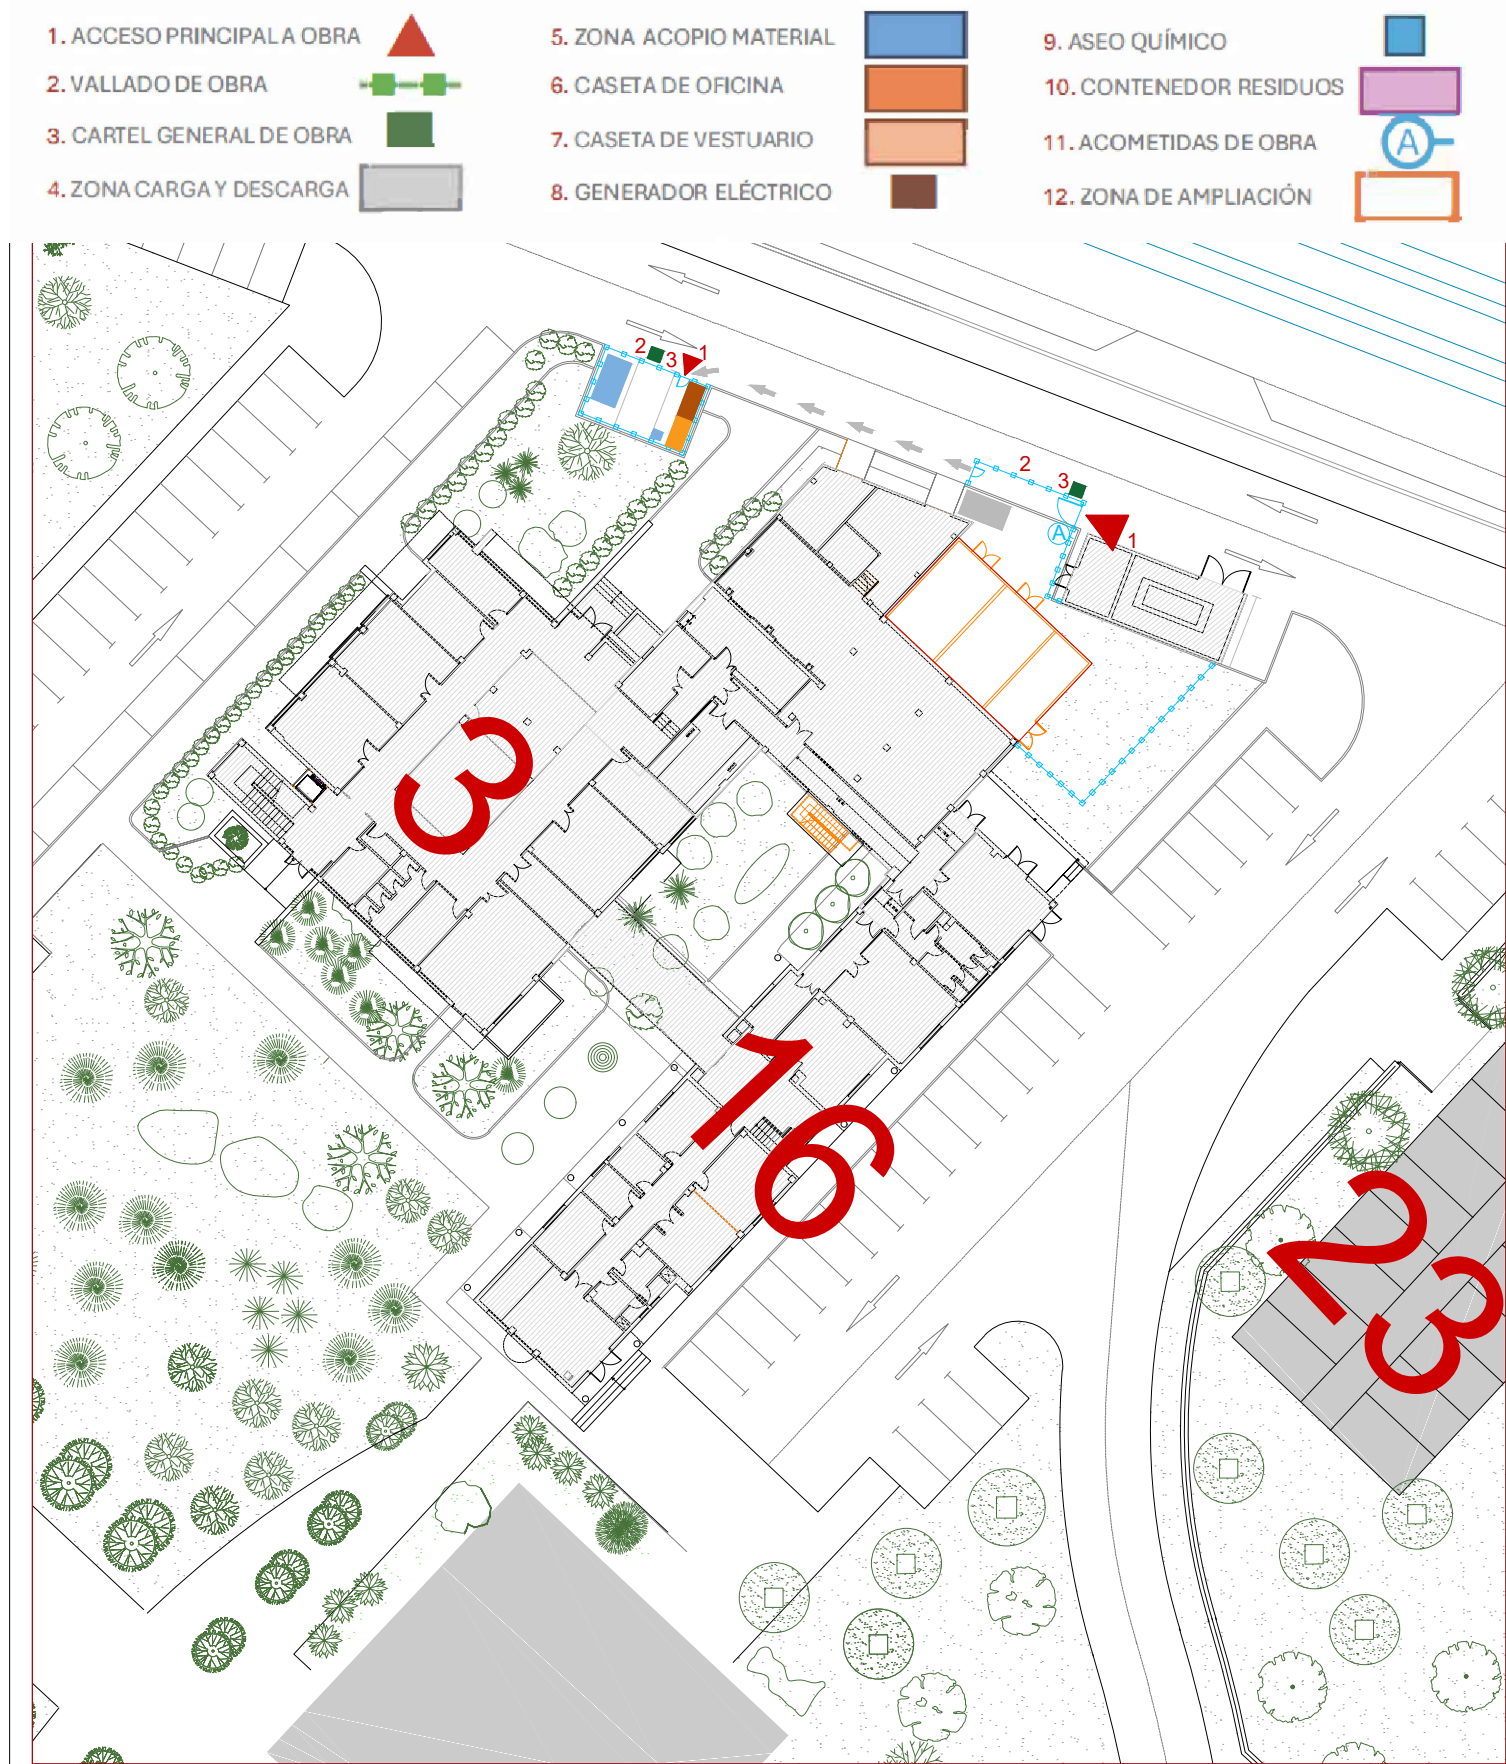 1. ACCESO PRINCIPAL A OBRA
2. VALLADO DE OBRA
3. CARTEL GENERAL DE OBRA
4. ZONA CARGA Y DESCARGA
5. ZONA ACOPIO MATERIAL
6. CASETA DE OFICINA
7. CASETA DE VESTUARIO
8. GENERADOR ELÉCTRICO
9. ASEO QUÍMICO
10. CONTENEDOR RESIDUOS
11. ACOMETIDAS DE OBRA
A
12. ZONA DE AMPLIACIÓN
2 3 1
2
3
A
1
3
16
23